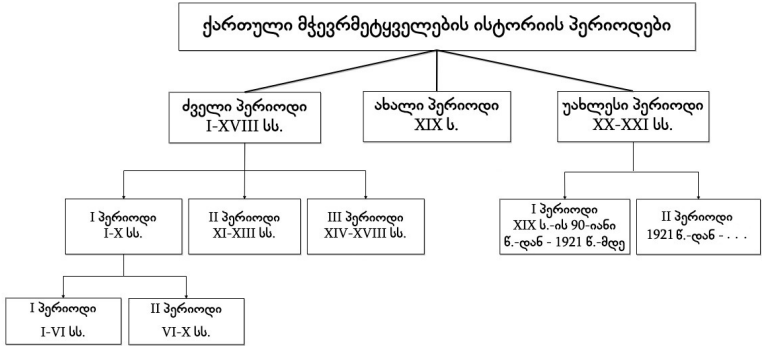 ქართული მჭევრმეტყველების ისტორიის პერიოდები
ძველი პერიოდი
I-XVIII სს.
ახალი პერიოდი
XIX ს.
უახლესი პერიოდი
XX-XXI სს.
I პერიოდი
I-X სს.
II პერიოდი
XI-XIII სს.
III პერიოდი
XIV-XVIII სს.
I პერიოდი
XIX ს.-ის 90-იანი
წ.-დან - 1921 წ.-მდე
II პერიოდი
1921 წ.-დან - . . .
I პერიოდი
I-VI სს.
II პერიოდი
VI-X სს.